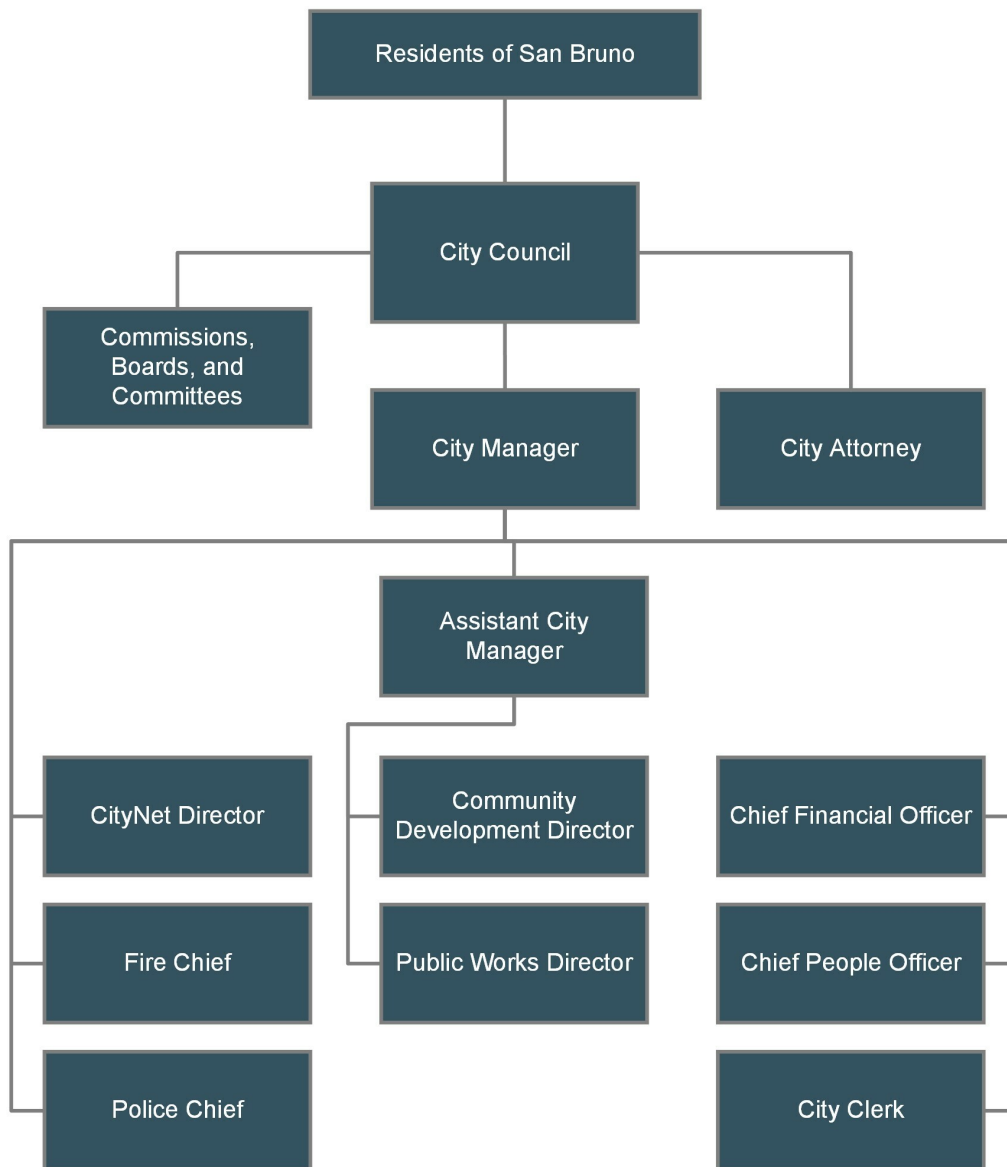 Residents of San Bruno
City Council
Commissions,
Boards, and
Committees
City Manager
City Attorney
Assistant City
Manager
CityNet Director
Community
Development Director
Chief Financial Officer
Fire Chief
Public Works Director
Chief People Officer
Police Chief
City Clerk